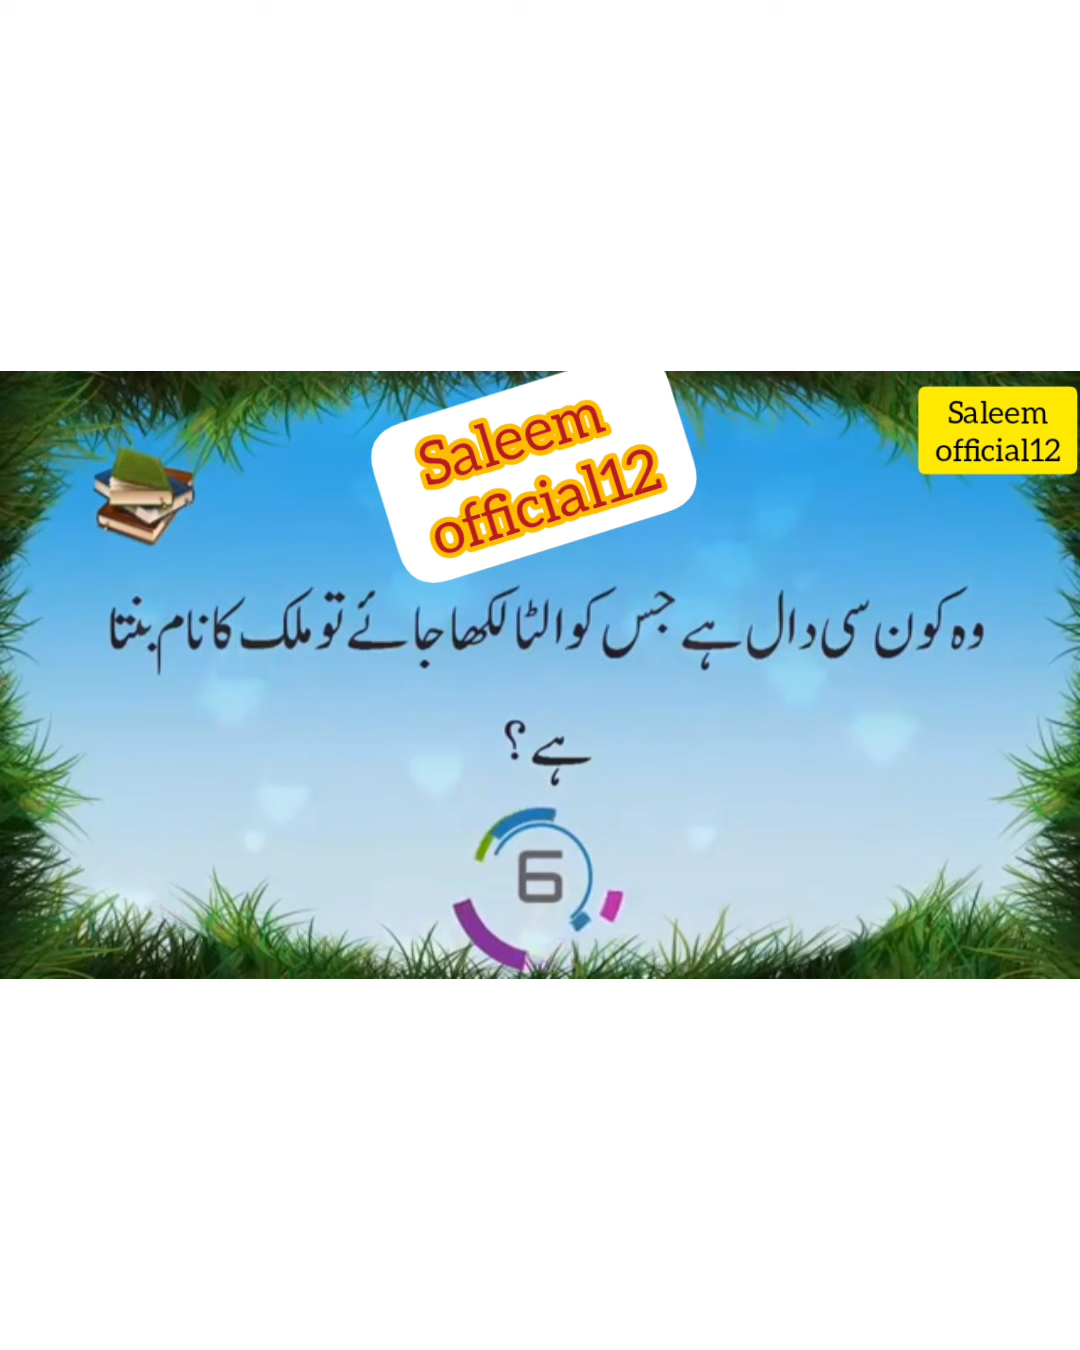 Saleem
official12
Saleem
official12
وہ کون سی دال ہے جس کو الٹا لکھا جائے تو ملک کا نام بنتا
ہے؟
6